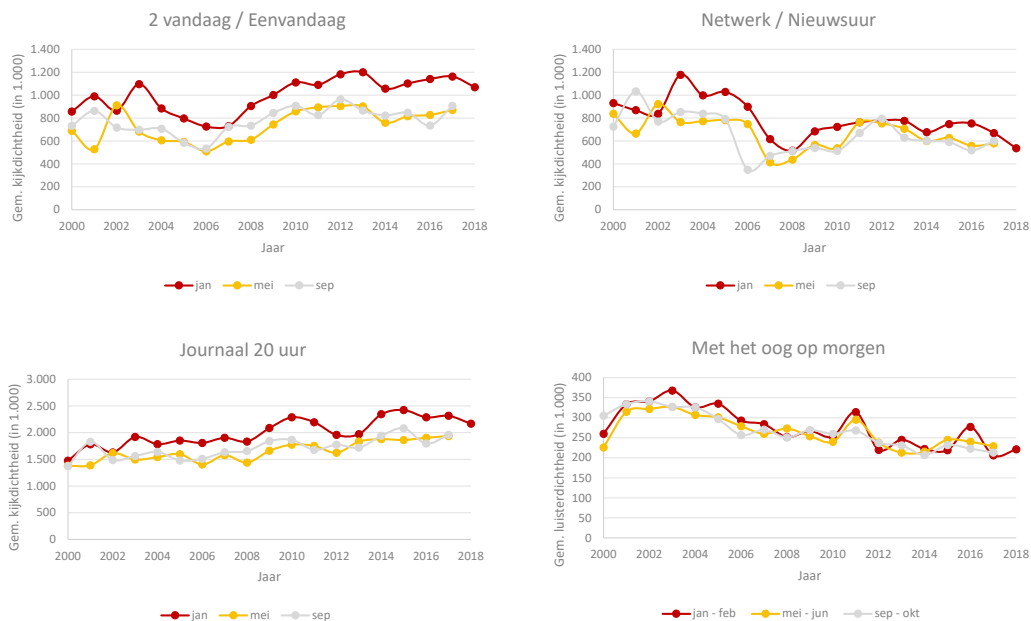 2 vandaag / Eenvandaag
Gem. kijkdichtheid (in 1.000)
1.400
1.200
1.000
800
600
400
200
0
2000 2002 2004 2006 2008 2010 2012 2014 2016 2018
Jaar
jan mei sep
Netwerk / Nieuwsuur
Gem. kijkdichtheid (in 1.000)
1.400
1.200
1.000
800
600
400
200
0
2000 2002 2004 2006 2008 2010 2012 2014 2016 2018
Jaar
jan mei sep
Journaal 20 uur
Gem. kijkdichtheid (in 1.000)
3.000
2.500
2.000
1.500
1.000
500
0
2000 2002 2004 2006 2008 2010 2012 2014 2016 2018
Jaar
jan mei sep
Met het oog op morgen
Gem. luisterdichtheid (in 1.000)
400
350
300
250
200
150
100
50
0
2000 2002 2004 2006 2008 2010 2012 2014 2016 2018
Jaar
jan - feb mei - jun sep - okt